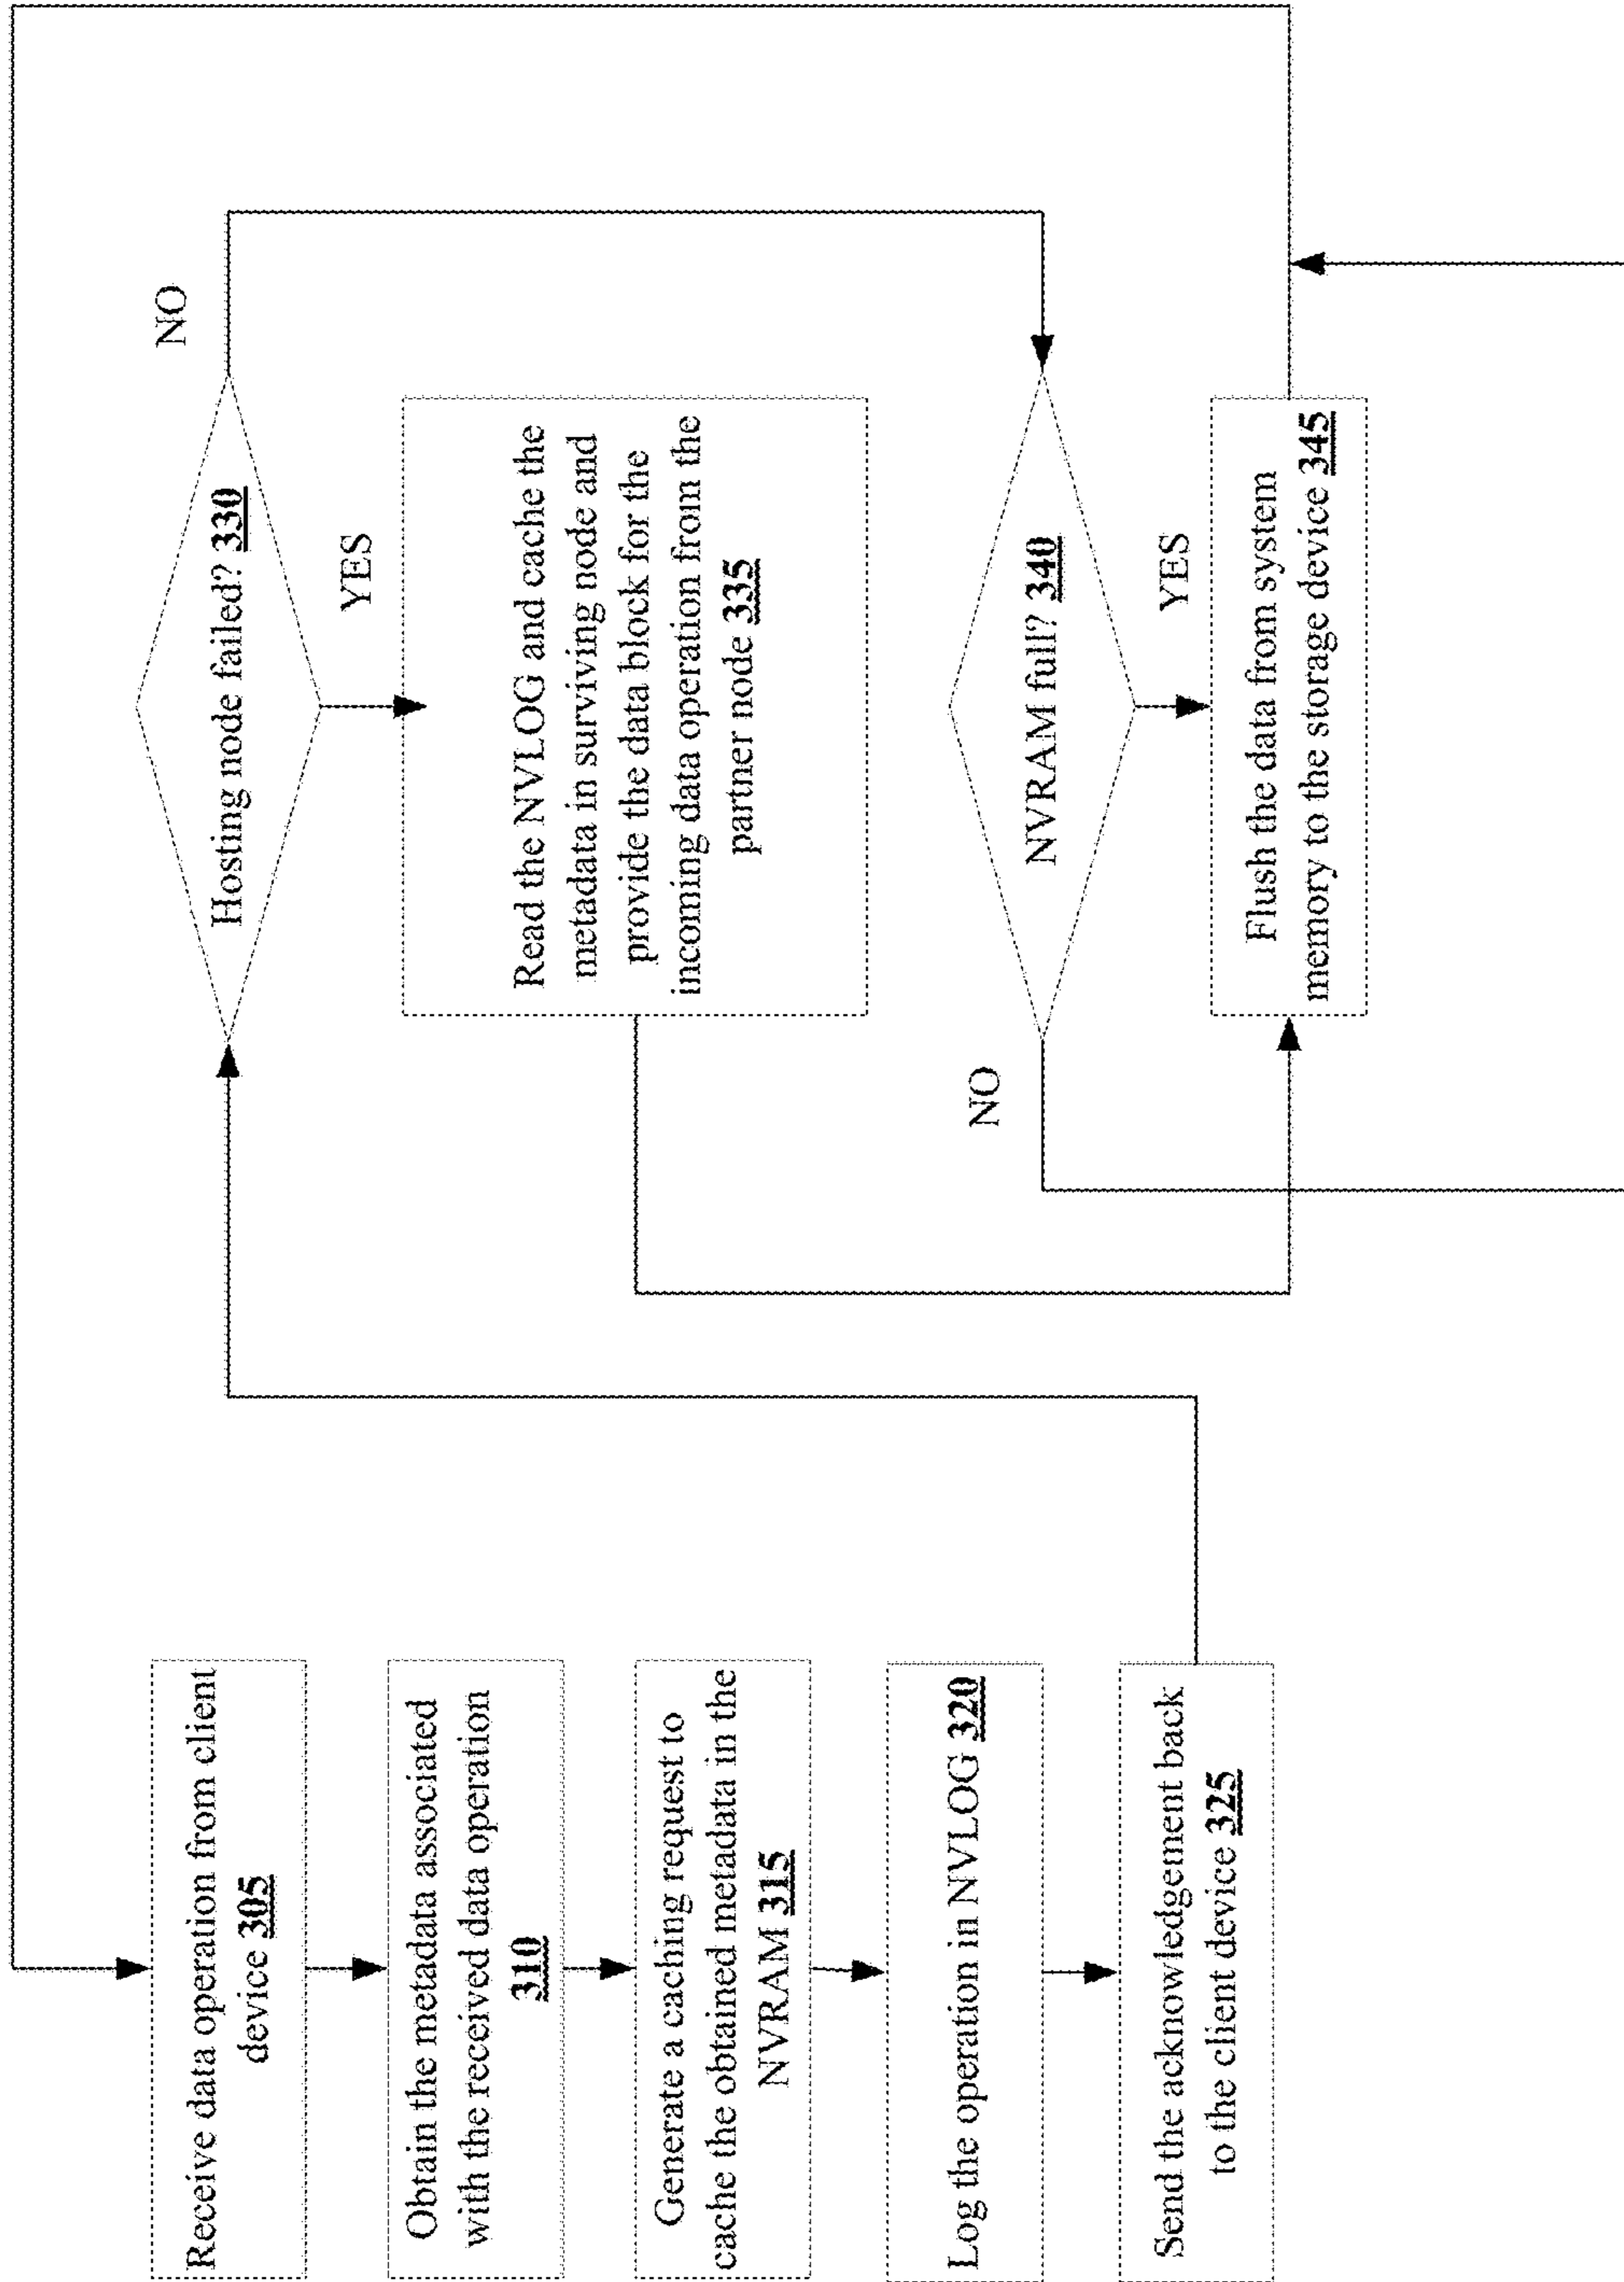 Receive data operation from client
device 305
Obtain the metadata associated
with the received data operation
310
Generate a caching request to
cache the obtained metadata in the
NVRAM 315
Log the operation in NVLOG 320
Send the acknowledgement back
to the client device 325
Hosting node failed? 330
NO
YES
Read the NVLOG and cache the
metadata in surviving node and
provide the data block for the
incoming data operation from the
partner node 335
NVRAM full? 340
NO
YES
Flush the data from system
memory to the storage device 345